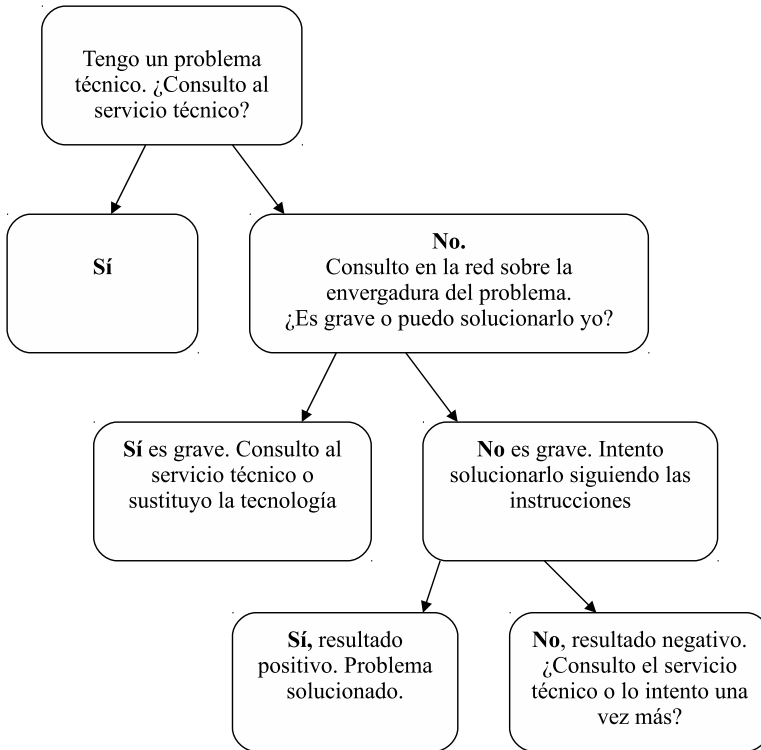 Tengo un problema
técnico. ¿Consulto al
servicio técnico?
Sí
No.
Consulto en la red sobre la
envergadura del problema.
¿Es grave o puedo solucionarlo yo?
Sí es grave. Consulto al
servicio técnico o
sustituyo la tecnología
No es grave. Intento
solucionarlo siguiendo las
instrucciones
Sí, resultado
positivo. Problema
solucionado.
No, resultado negativo.
¿Consulto el servicio
técnico o lo intento una
vez más?